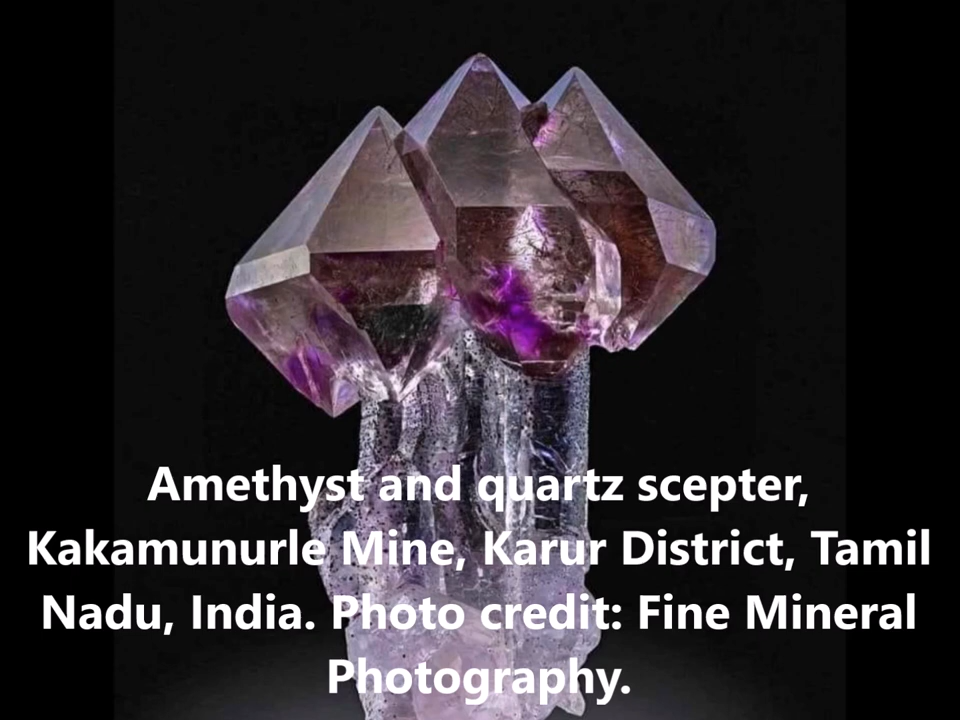 Amethyst and quartz scepter,
Kakamunurle Mine, Karur District, Tamil
Nadu, India. Photo credit: Fine Mineral
Photography.